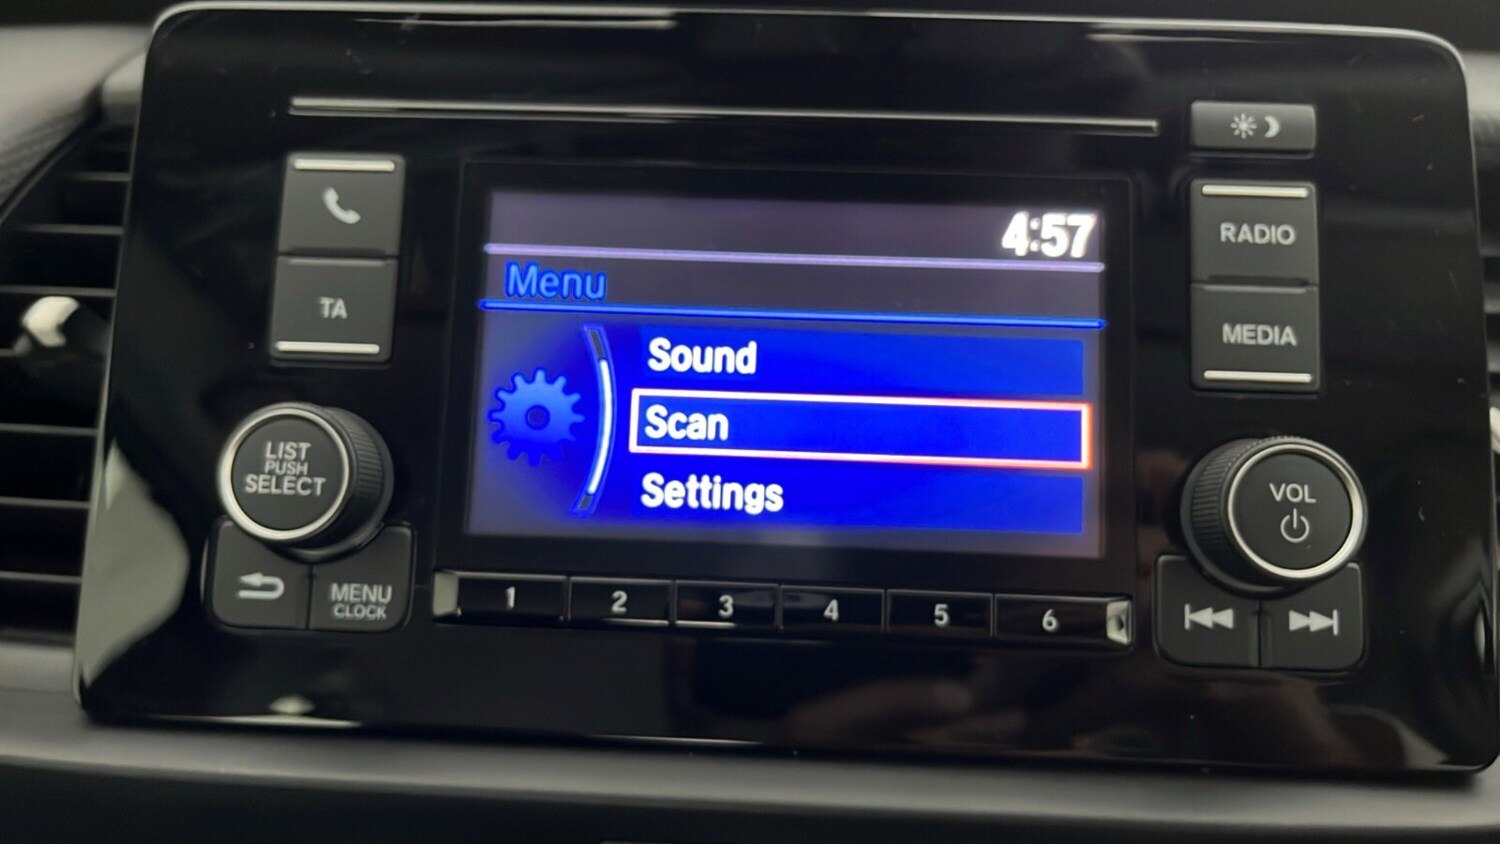 4:57
RADIO
TA
Menu
MEDIA
Sound
Scan
Settings
LIST
PUSH
SELECT
VOL
MENU
CLOCK
1 2 3 4 5 6